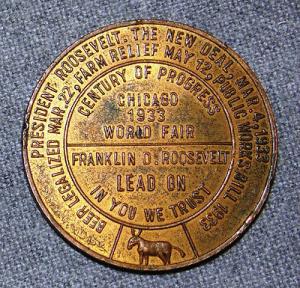 PRESIDENT ROOSEVELT. THE NEW DEAL, MAR. 4, 1933
BEER LEGALIZED MAR. 22, FARM RELIEF MAY 12, PUBLIC WORKS BILL 1933
CENTURY OF PROGRESS
CHICAGO
1933
WORLD FAIR
FRANKLIN D. ROOSEVELT
LEAD ON
IN YOU WE TRUST